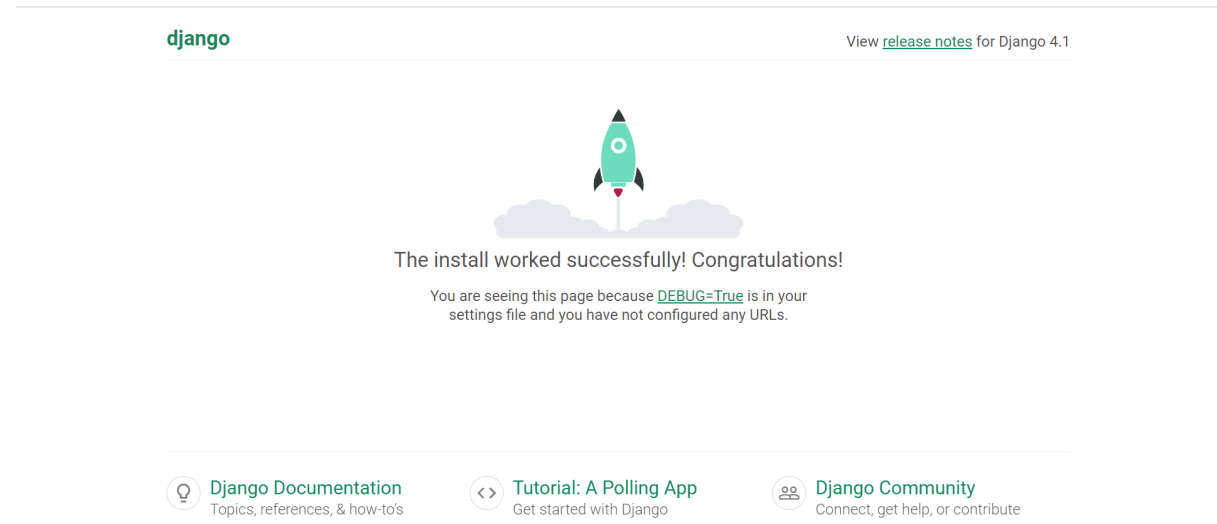 django
View release notes for Django 4.1
The install worked successfully! Congratulations!
You are seeing this page because DEBUG=True is in your
settings file and you have not configured any URLs.
Django Documentation
Topics, references, & how-to’s
Tutorial: A Polling App
Get started with Django
Django Community
Connect, get help, or contribute